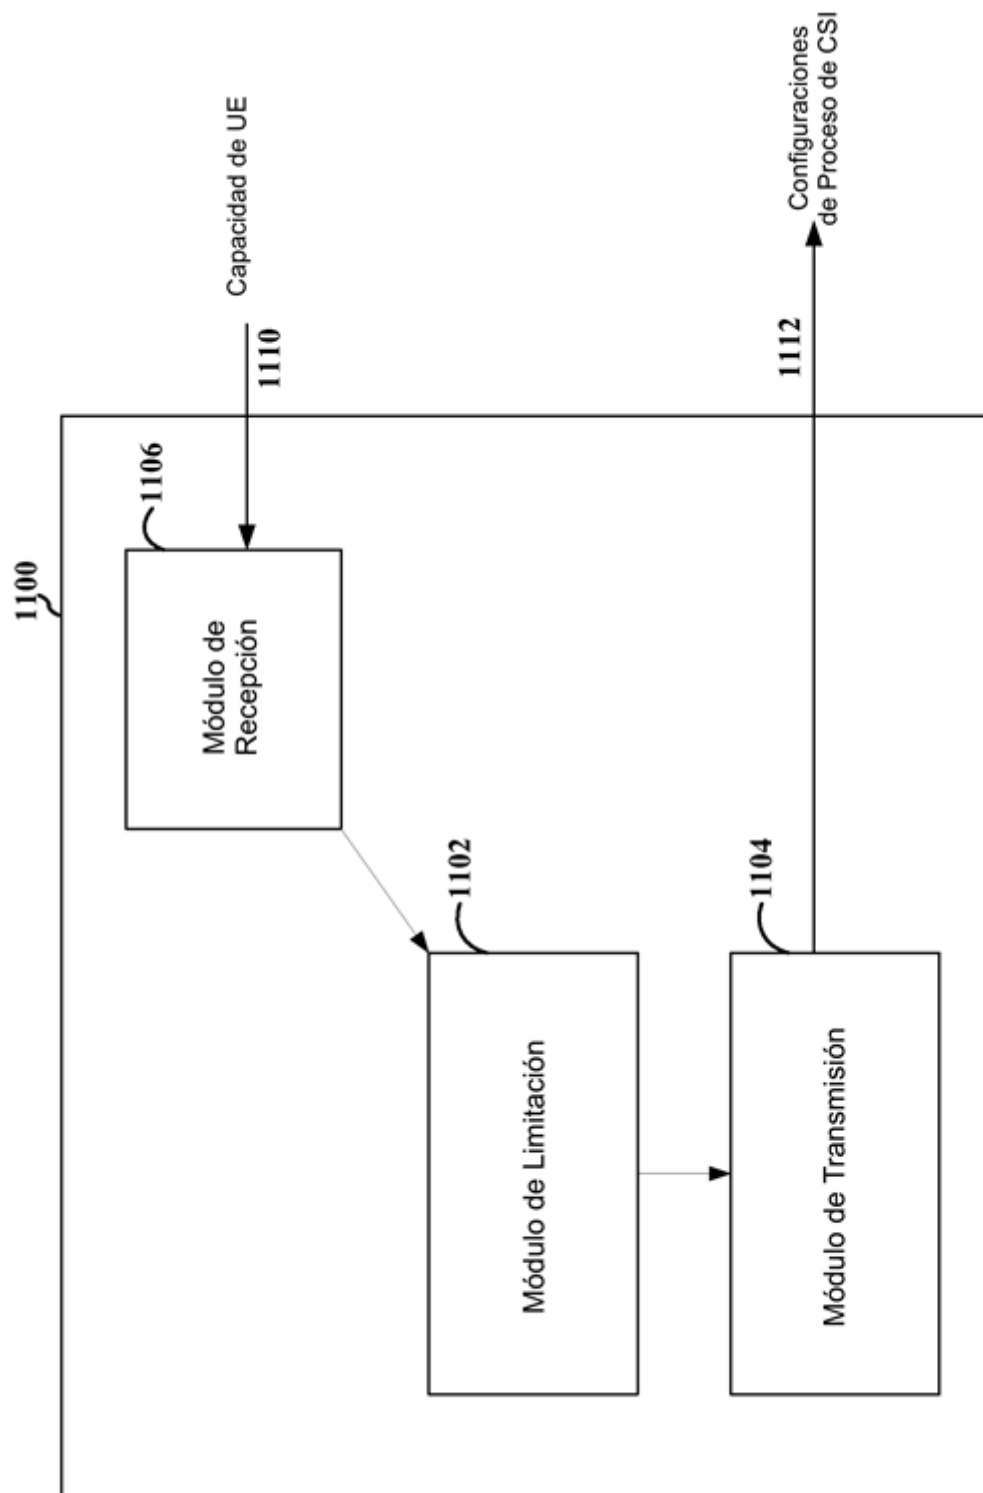 1100
Módulo de
Recepción
1106
Capacidad de UE
1110
Módulo de Limitación
1102
Módulo de Transmisión
1104
1112
Configuraciones
de Proceso de CSI